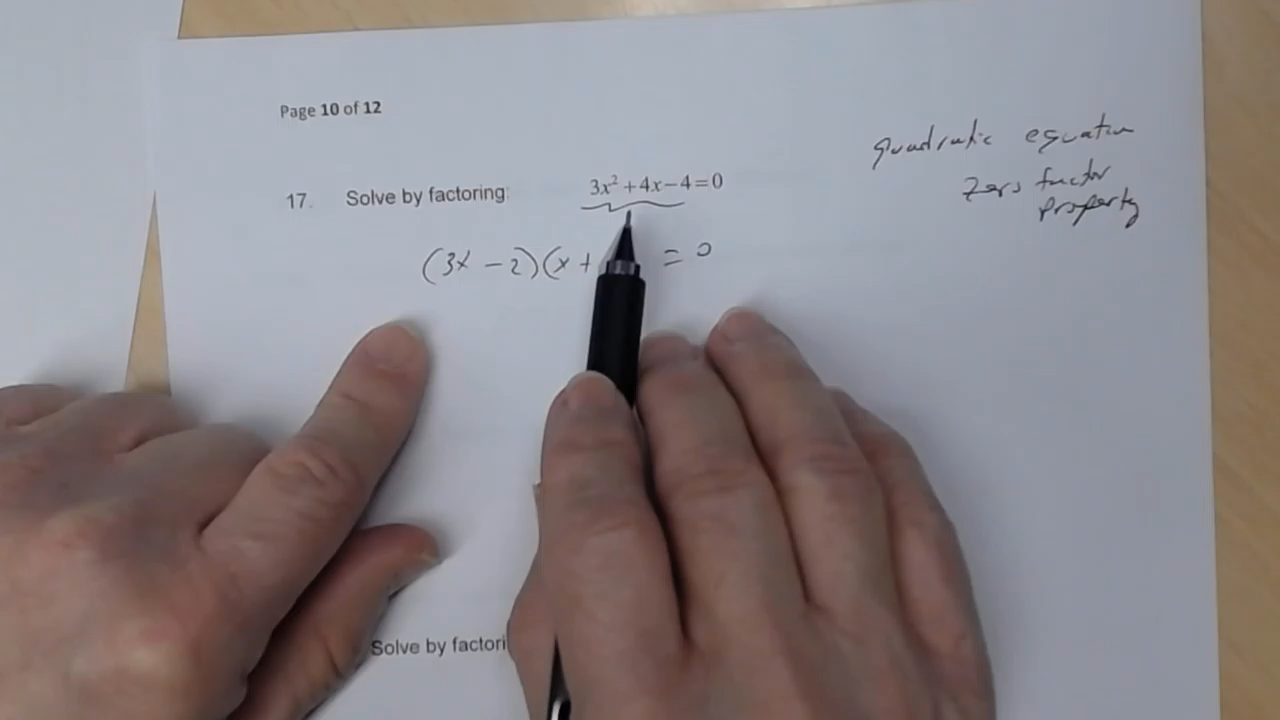 Page 10 of 12
quadratic equation
zero factor
property
17. Solve by factoring: 3x² + 4x − 4 = 0
(3x − 2)(x + = 0
Solve by factori